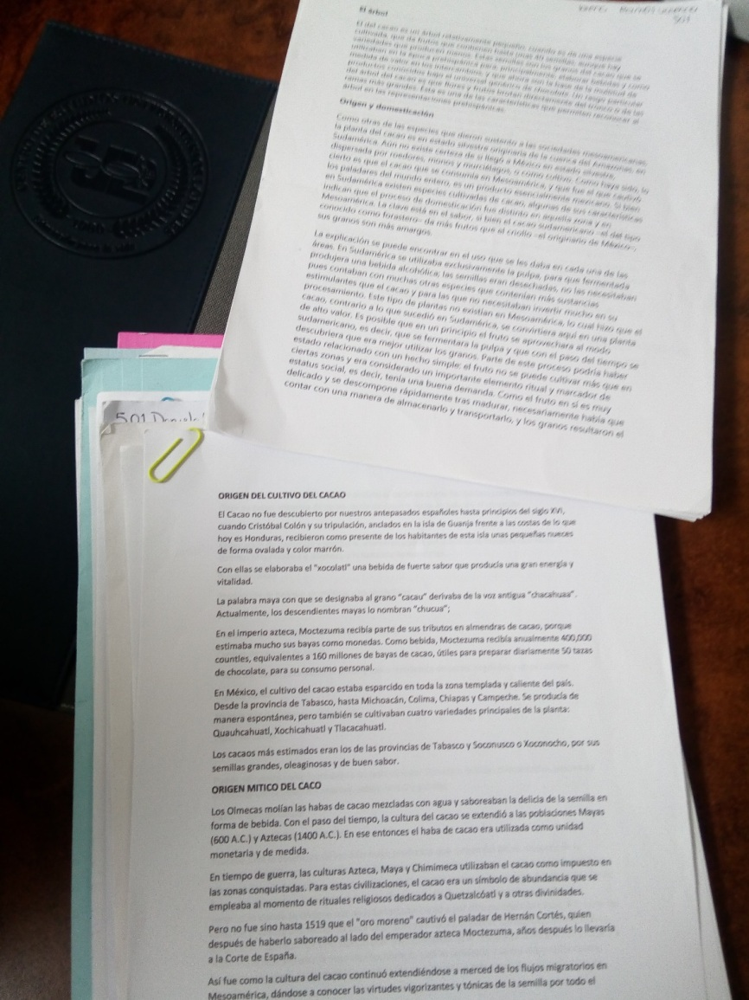 El árbol
El del cacao es un árbol relativamente pequeño, cuando es de una especie
cultivada, que da frutos que contienen hasta unas 40 semillas, aunque hay
variedades que producen menos. Estas semillas son los granos del cacao que se
utilizaban en la época prehispánica para, principalmente, elaborar bebidas y como
medida de valor en los intercambios, y que ahora son la base de la multitud de
productos conocidos bajo el universal genérico de chocolate. Un rasgo particular
del árbol del cacao es que flores y frutos brotan directamente del tronco o de las
ramas más grandes. Esta es una de las características que permiten reconocer el
árbol en las representaciones prehispánicas.
Origen y domesticación
Como otras de las especies que dieron sustento a las sociedades mesoamericanas,
la planta del cacao es en estado silvestre originaria de la cuenca del Amazonas, en
Sudamérica. Aún no existe certeza de si llegó a México en estado silvestre,
dispersada por roedores, monos y murciélagos, o como cultivo. Como haya sido, lo
cierto es que el cacao que se consumía en Mesoamérica, y que fue el que cautivó
los paladares del mundo entero, es un producto esencialmente mexicano. Si bien
en Sudamérica existen especies cultivadas de cacao, algunas de sus características
indican que el proceso de domesticación fue distinto en aquella zona y en
Mesoamérica. La clave está en el sabor, si bien el cacao sudamericano –el del tipo
conocido como forastero– da más frutos que el criollo –el originario de México–,
sus granos son más amargos.
La explicación se puede encontrar en el uso que se les daba en cada una de las
áreas. En Sudamérica se utilizaba exclusivamente la pulpa, para que fermentada
produjera una bebida alcohólica; las semillas eran desechadas, no las necesitaban
pues contaban con muchas otras especies que contenían más sustancias
estimulantes que el cacao y para las que no necesitaban invertir mucho en su
procesamiento. Este tipo de plantas no existían en Mesoamérica, lo cual hizo que el
cacao, contrario a lo que sucedió en Sudamérica, se convirtiera aquí en una planta
de alto valor. Es posible que en un principio el fruto se aprovechara al modo
sudamericano, es decir, que se fermentara la pulpa y que con el paso del tiempo se
descubriera que era mejor utilizar los granos. Parte de este proceso podría haber
estado relacionado con un hecho simple: el fruto no se puede cultivar más que en
ciertas zonas y era considerado un importante elemento ritual y marcador de
estatus social, es decir, tenía una buena demanda. Como el fruto en sí es muy
delicado y se descompone rápidamente tras madurar, necesariamente había que
contar con una manera de almacenarlo y transportarlo, y los granos resultaron el
501
ORIGEN DEL CULTIVO DEL CACAO
El Cacao no fue descubierto por nuestros antepasados españoles hasta principios del siglo XVI,
cuando Cristóbal Colón y su tripulación, anclados en la isla de Guanja frente a las costas de lo que
hoy es Honduras, recibieron como presente de los habitantes de esta isla unas pequeñas nueces
de forma ovalada y color marrón.
Con ellas se elaboraba el "xocolatl" una bebida de fuerte sabor que producía una gran energía y
vitalidad.
La palabra maya con que se designaba al grano "cacau" derivaba de la voz antigua "chacahuaa".
Actualmente, los descendientes mayas lo nombran "chucua";
En el imperio azteca, Moctezuma recibía parte de sus tributos en almendras de cacao, porque
estimaba mucho sus bayas como monedas. Como bebida, Moctezuma recibía anualmente 400,000
countles, equivalentes a 160 millones de bayas de cacao, útiles para preparar diariamente 50 tazas
de chocolate, para su consumo personal.
En México, el cultivo del cacao estaba esparcido en toda la zona templada y caliente del país.
Desde la provincia de Tabasco, hasta Michoacán, Colima, Chiapas y Campeche. Se producía de
manera espontánea, pero también se cultivaban cuatro variedades principales de la planta:
Quauhcahuatl, Xochicahuatl y Tlacacahuatl.
Los cacaos más estimados eran los de las provincias de Tabasco y Soconusco o Xoconocho, por sus
semillas grandes, oleaginosas y de buen sabor.
ORIGEN MITICO DEL CACO
Los Olmecas molían las habas de cacao mezcladas con agua y saboreaban la delicia de la semilla en
forma de bebida. Con el paso del tiempo, la cultura del cacao se extendió a las poblaciones Mayas
(600 A.C.) y Aztecas (1400 A.C.). En ese entonces el haba de cacao era utilizada como unidad
monetaria y de medida.
En tiempo de guerra, las culturas Azteca, Maya y Chimimeca utilizaban el cacao como impuesto en
las zonas conquistadas. Para estas civilizaciones, el cacao era un símbolo de abundancia que se
empleaba al momento de rituales religiosos dedicados a Quetzalcóatl y a otras divinidades.
Pero no fue sino hasta 1519 que el "oro moreno" cautivó el paladar de Hernán Cortés, quien
después de haberlo saboreado al lado del emperador azteca Moctezuma, años después lo llevaría
a la Corte de España.
Así fue como la cultura del cacao continuó extendiéndose a merced de los flujos migratorios en
Mesoamérica, dándose a conocer las virtudes vigorizantes y tónicas de la semilla por todo el